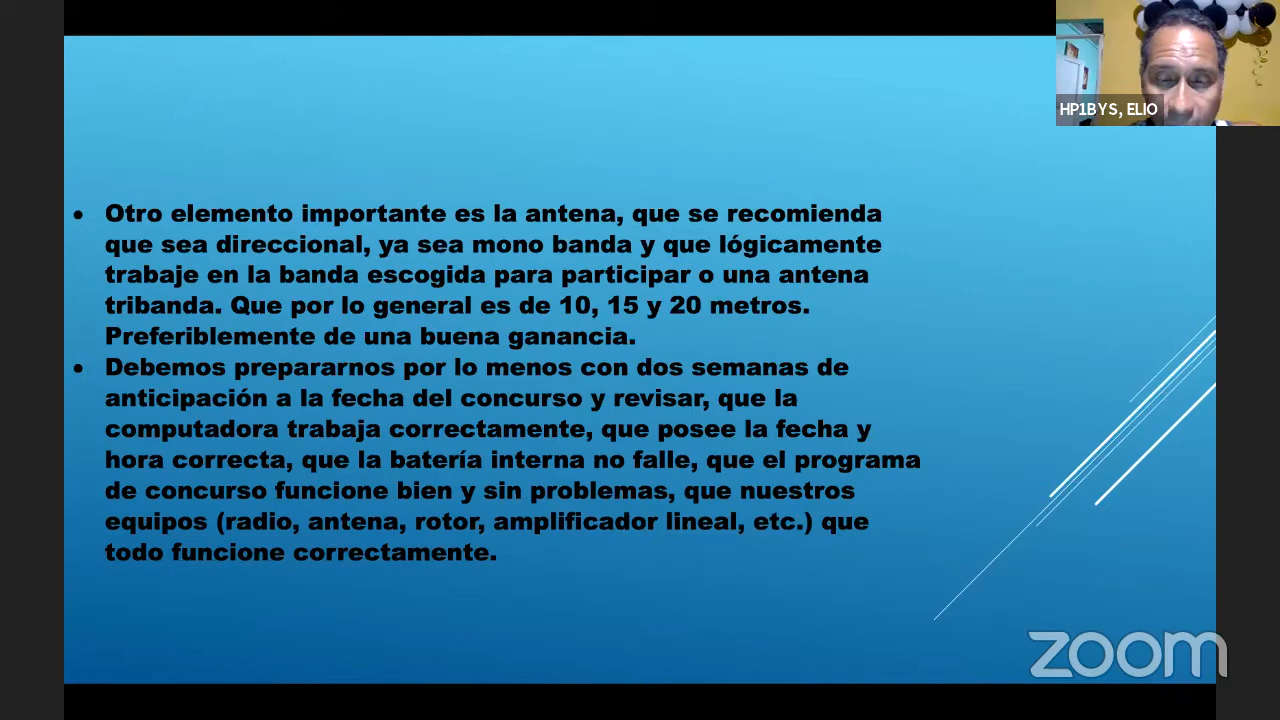 HP1BYS, ELIO
• Otro elemento importante es la antena, que se recomienda
que sea direccional, ya sea mono banda y que lógicamente
trabaje en la banda escogida para participar o una antena
tribanda. Que por lo general es de 10, 15 y 20 metros.
Preferiblemente de una buena ganancia.
• Debemos prepararnos por lo menos con dos semanas de
anticipación a la fecha del concurso y revisar, que la
computadora trabaja correctamente, que posee la fecha y
hora correcta, que la batería interna no falle, que el programa
de concurso funcione bien y sin problemas, que nuestros
equipos (radio, antena, rotor, amplificador lineal, etc.) que
todo funcione correctamente.
zoom